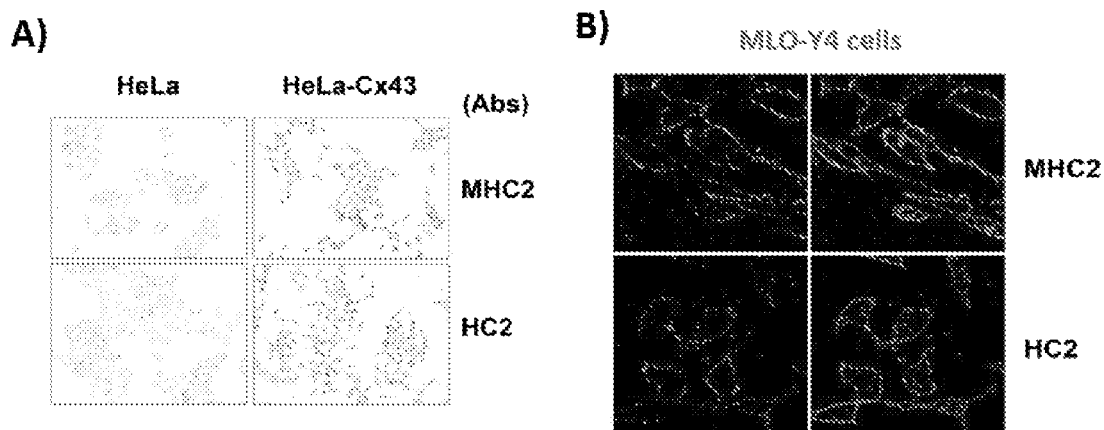 A)
HeLa HeLa-Cx43 (Abs)
MHC2
HC2
B)
MLO-Y4 cells
MHC2
HC2